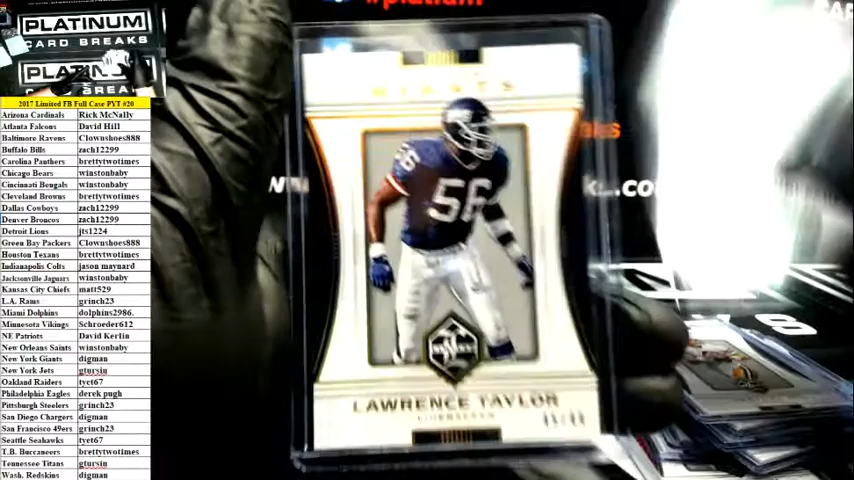 PLATINUM
CARD BREAKS
2017 Limited FB Full Case PYT #20
Arizona Cardinals Rick McNally
Atlanta Falcons David Hill
Baltimore Ravens Clownshoes888
Buffalo Bills zach12299
Carolina Panthers brettytwotimes
Chicago Bears winstonbaby
Cincinnati Bengals winstonbaby
Cleveland Browns brettytwotimes
Dallas Cowboys zach12299
Denver Broncos zach12299
Detroit Lions jts1224
Green Bay Packers Clownshoes888
Houston Texans brettytwotimes
Indianapolis Colts jason maynard
Jacksonville Jaguars winstonbaby
Kansas City Chiefs matt529
L.A. Rams grinch23
Miami Dolphins dolphins2986.
Minnesota Vikings Schroeder612
NE Patriots David Kerlin
New Orleans Saints winstonbaby
New York Giants digman
New York Jets gtursin
Oakland Raiders tyet67
Philadelphia Eagles derek pugh
Pittsburgh Steelers grinch23
San Diego Chargers digman
San Francisco 49ers grinch23
Seattle Seahawks tyet67
T.B. Buccaneers brettytwotimes
Tennessee Titans gtursin
Wash. Redskins digman
#platinum
GIANTS
56
56
LAWRENCE TAYLOR
LINEBACKER